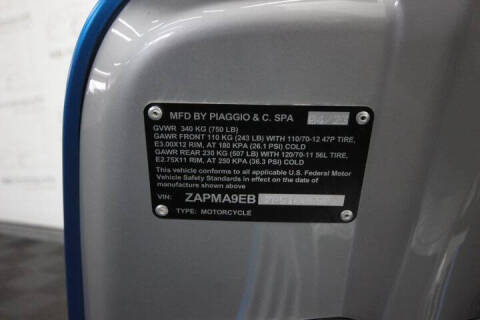 MFD BY PIAGGIO & C. SPA
GVWR 340 KG (750 LB)
GAWR FRONT 110 KG (243 LB) WITH 110/70-12 47P TIRE,
E3.00X12 RIM, AT 180 KPA (26.1 PSI) COLD
GAWR REAR 230 KG (507 LB) WITH 120/70-11 56L TIRE,
E2.75X11 RIM, AT 250 KPA (36.3 PSI) COLD
This vehicle conforms to all applicable U.S. Federal Motor
Vehicle Safety Standards in effect on the date of
manufacture shown above
VIN: ZAPMA9EB
TYPE: MOTORCYCLE